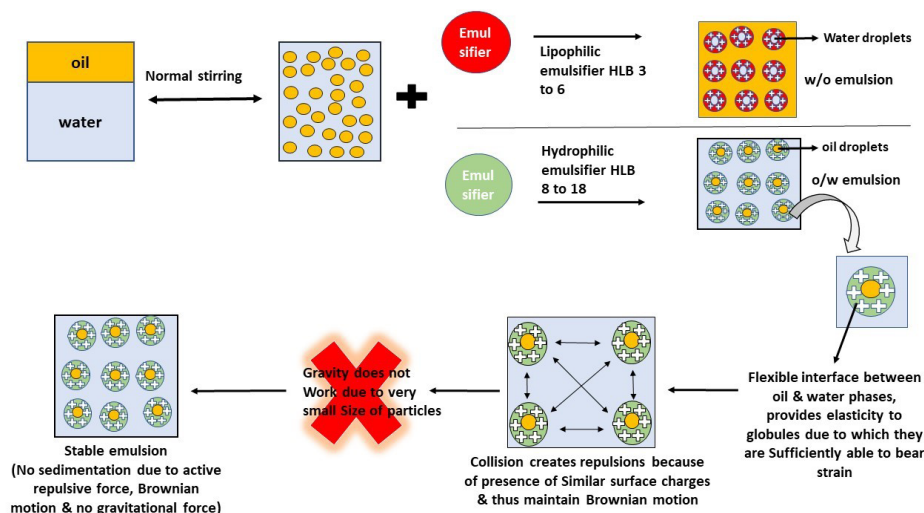 oil
water
Normal stirring
Emul
sifier
Lipophilic
emulsifier HLB 3
to 6
Water droplets
w/o emulsion
Emul
sifier
Hydrophilic
emulsifier HLB
8 to 18
oil droplets
o/w emulsion
Flexible interface between
oil & water phases,
provides elasticity to
globules due to which they
are Sufficiently able to bear
strain
Collision creates repulsions because
of presence of Similar surface charges
& thus maintain Brownian motion
Gravity does not
Work due to very
small Size of particles
Stable emulsion
(No sedimentation due to active
repulsive force, Brownian
motion & no gravitational force)